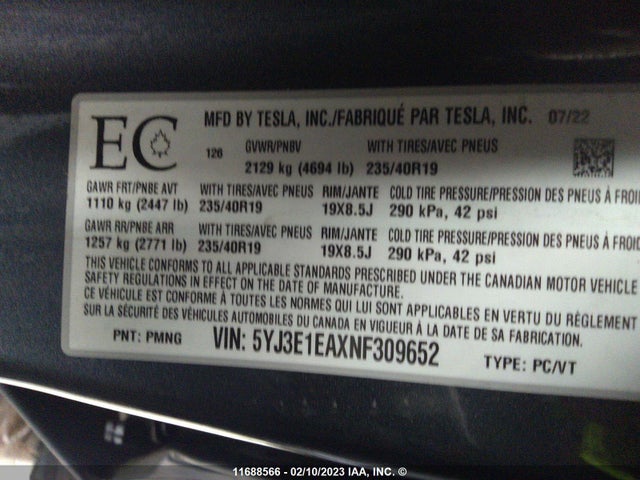 EC
MFD BY TESLA, INC./FABRIQUÉ PAR TESLA, INC. 07/22
126
GVWR/PNBV WITH TIRES/AVEC PNEUS
2129 kg (4694 lb) 235/40R19
GAWR FRT/PNBE AVT WITH TIRES/AVEC PNEUS RIM/JANTE COLD TIRE PRESSURE/PRESSION DES PNEUS À FROID
1110 kg (2447 lb) 235/40R19 19X8.5J 290 kPa, 42 psi
GAWR RR/PNBE ARR WITH TIRES/AVEC PNEUS RIM/JANTE COLD TIRE PRESSURE/PRESSION DES PNEUS À FROID
1257 kg (2771 lb) 235/40R19 19X8.5J 290 kPa, 42 psi
THIS VEHICLE CONFORMS TO ALL APPLICABLE STANDARDS PRESCRIBED UNDER THE CANADIAN MOTOR VEHICLE
SAFETY REGULATIONS IN EFFECT ON THE DATE OF MANUFACTURE.
CE VÉHICULE EST CONFORME À TOUTES LES NORMES QUI LUI SONT APPLICABLES EN VERTU DU RÈGLEMENT
SUR LA SÉCURITÉ DES VÉHICULES AUTOMOBILES DU CANADA EN VIGUEUR À LA DATE DE SA FABRICATION.
PNT: PMNG VIN: 5YJ3E1EAXNF309652 TYPE: PC/VT
11688566 - 02/10/2023 IAA, INC. ©